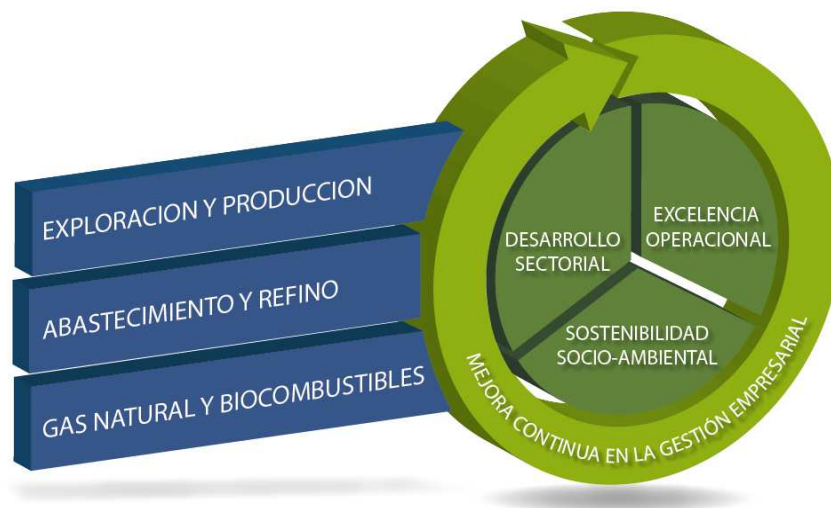 EXPLORACION Y PRODUCCION
ABASTECIMIENTO Y REFINO
GAS NATURAL Y BIOCOMBUSTIBLES
DESARROLLO
SECTORIAL
EXCELENCIA
OPERACIONAL
SOSTENIBILIDAD
SOCIO-AMBIENTAL
MEJORA CONTINUA EN LA GESTIÓN EMPRESARIAL